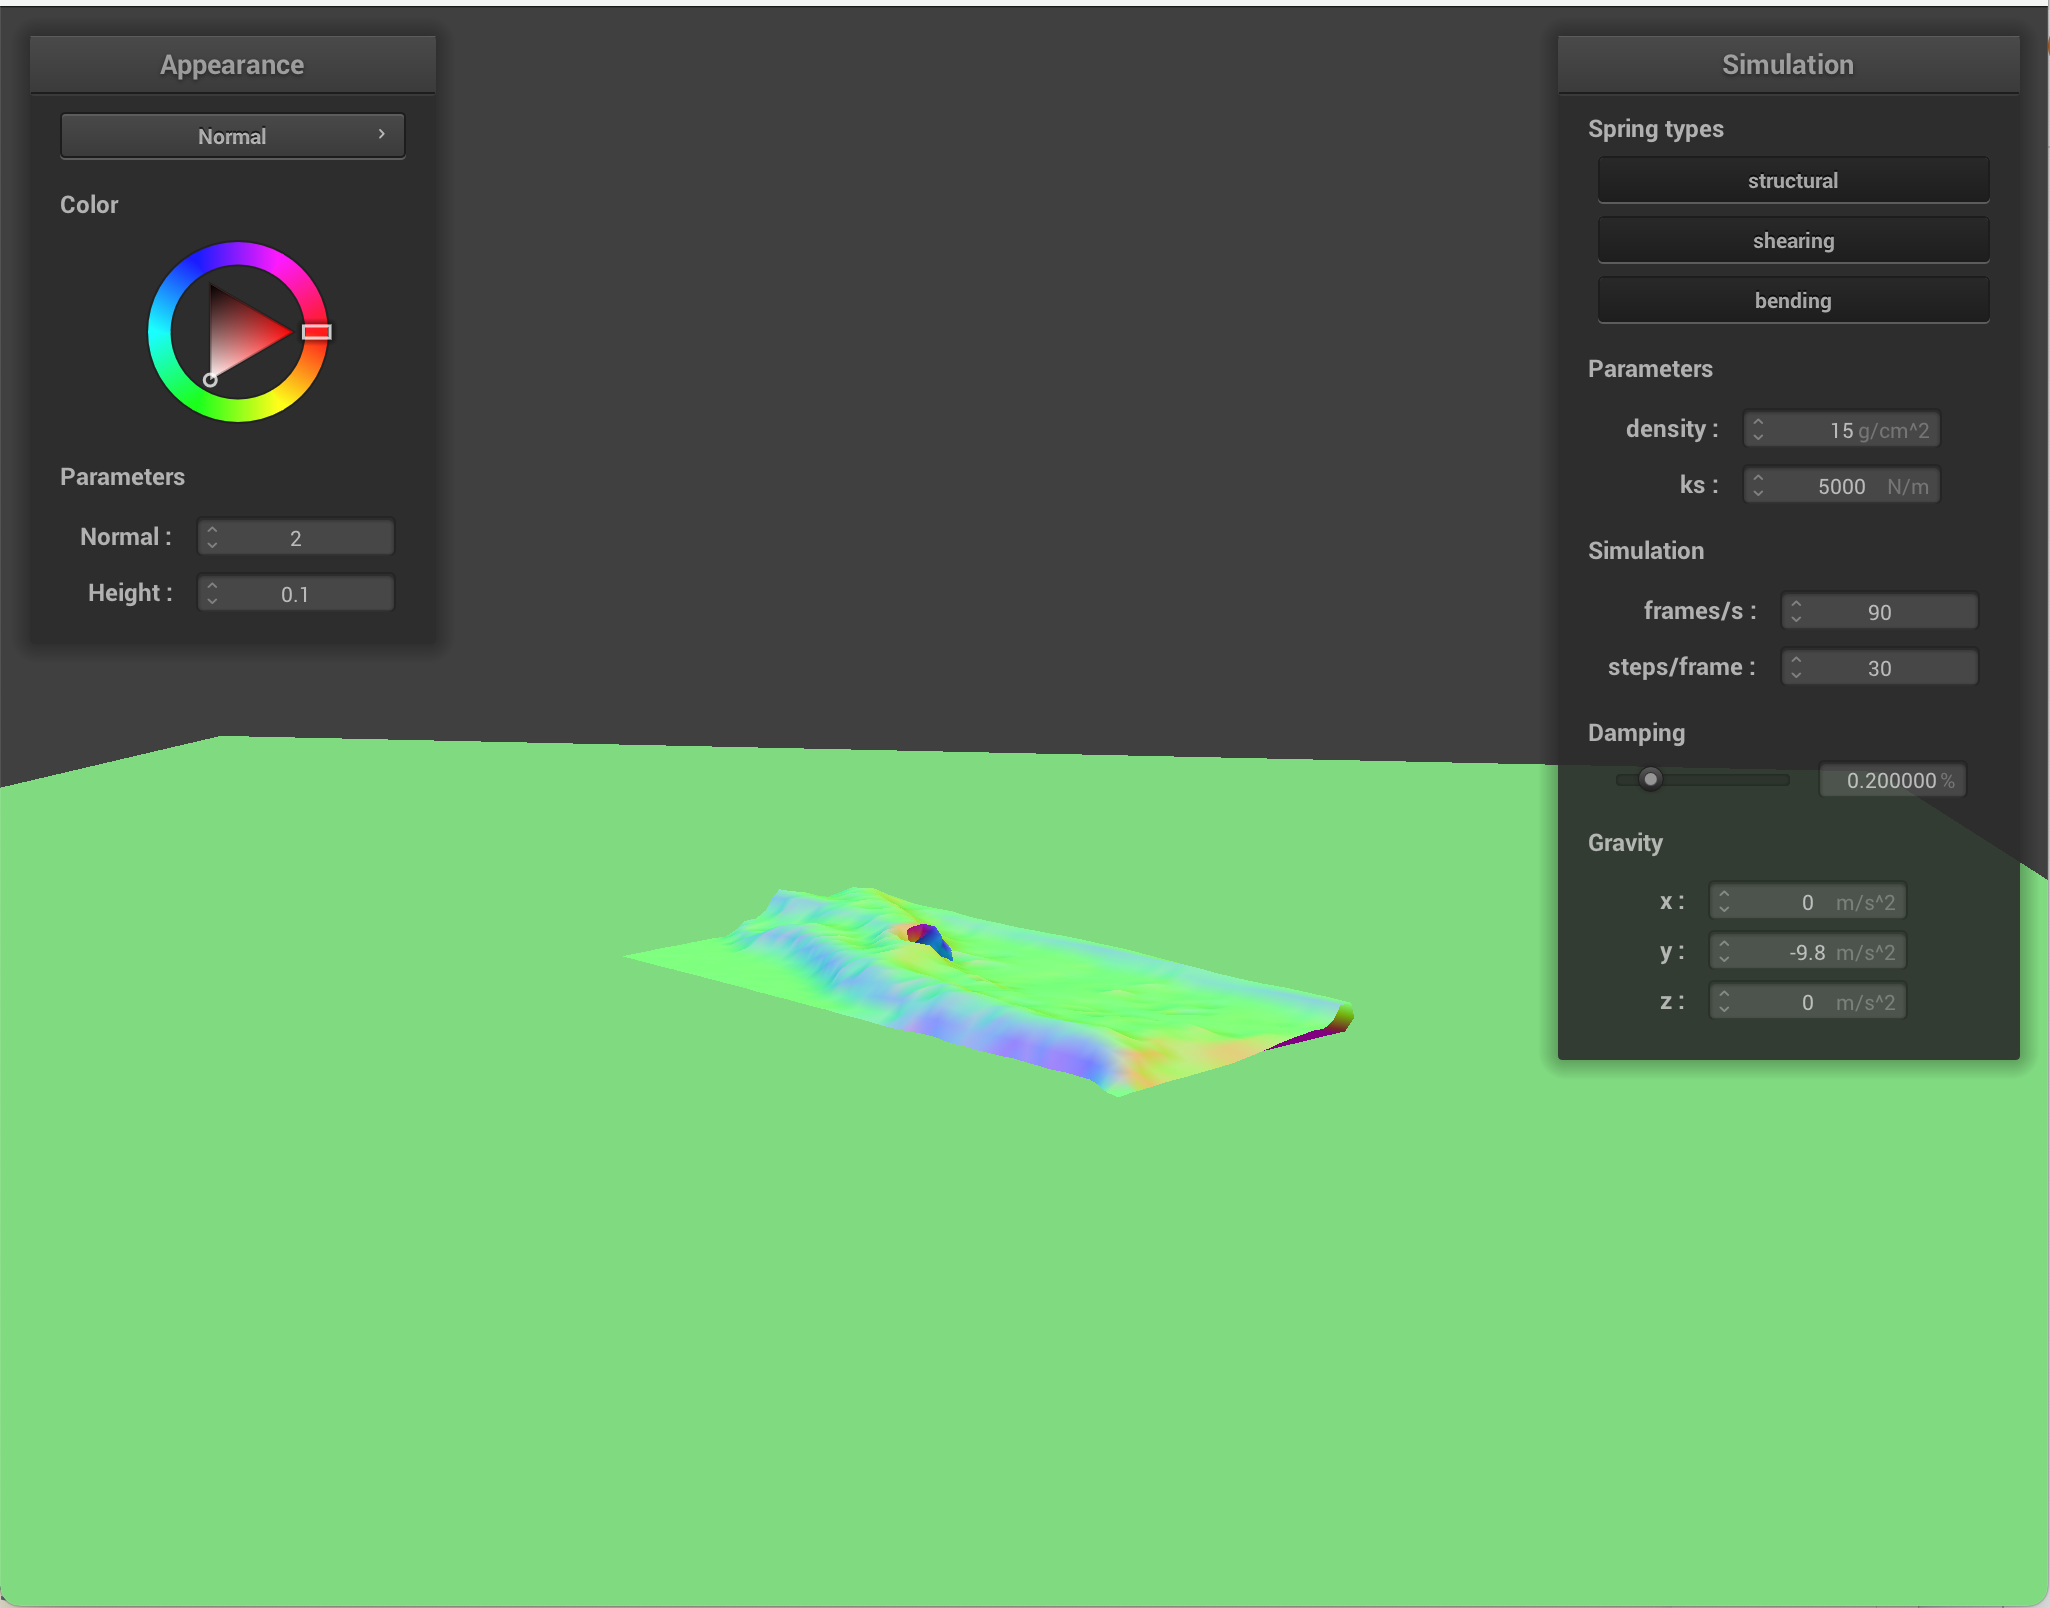 Appearance
Normal
Color
Parameters
Normal : 2
Height : 0.1
Simulation
Spring types
structural
shearing
bending
Parameters
density : 15 g/cm^2
ks : 5000 N/m
Simulation
frames/s : 90
steps/frame : 30
Damping
0.200000 %
Gravity
x : 0 m/s^2
y : -9.8 m/s^2
z : 0 m/s^2